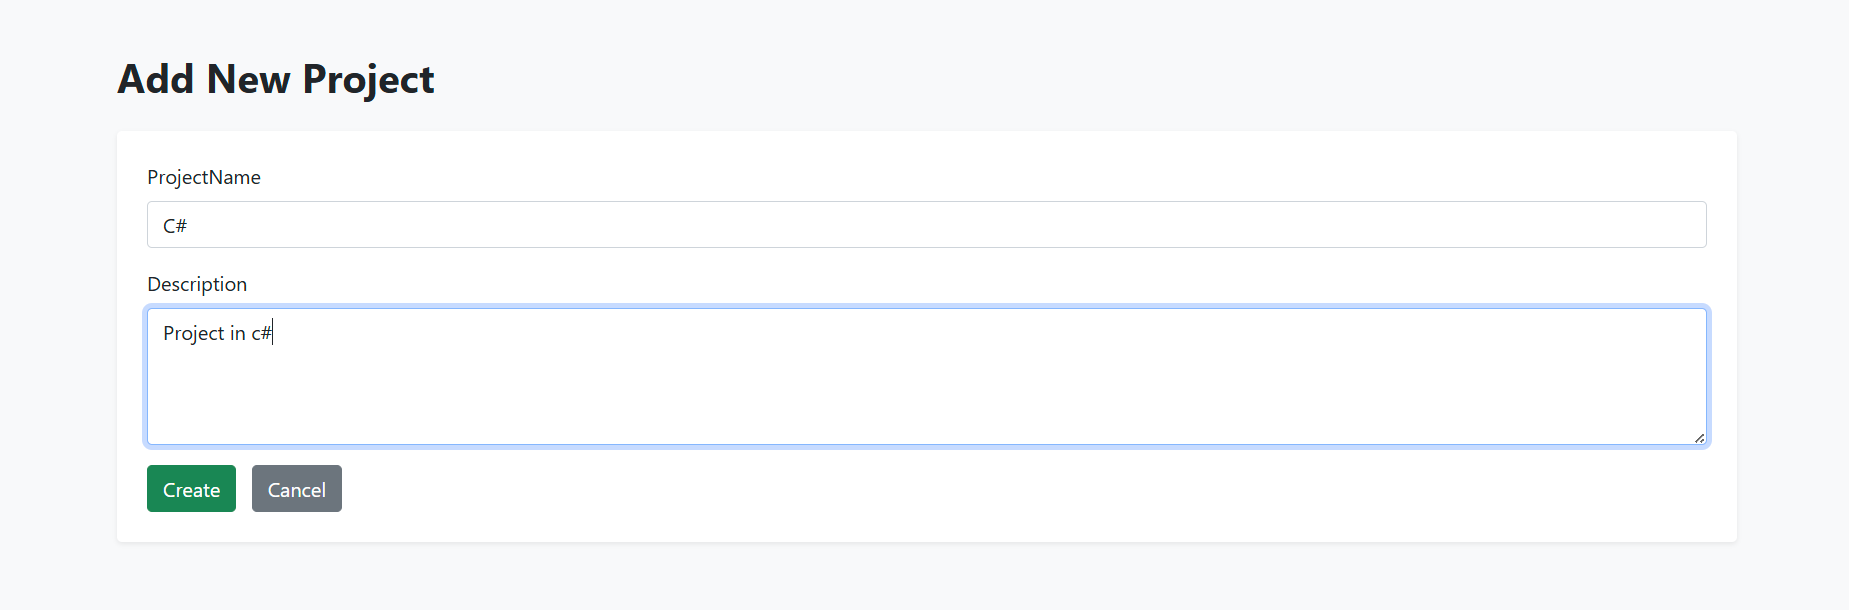 Add New Project
ProjectName
C#
Description
Project in c#
Create
Cancel